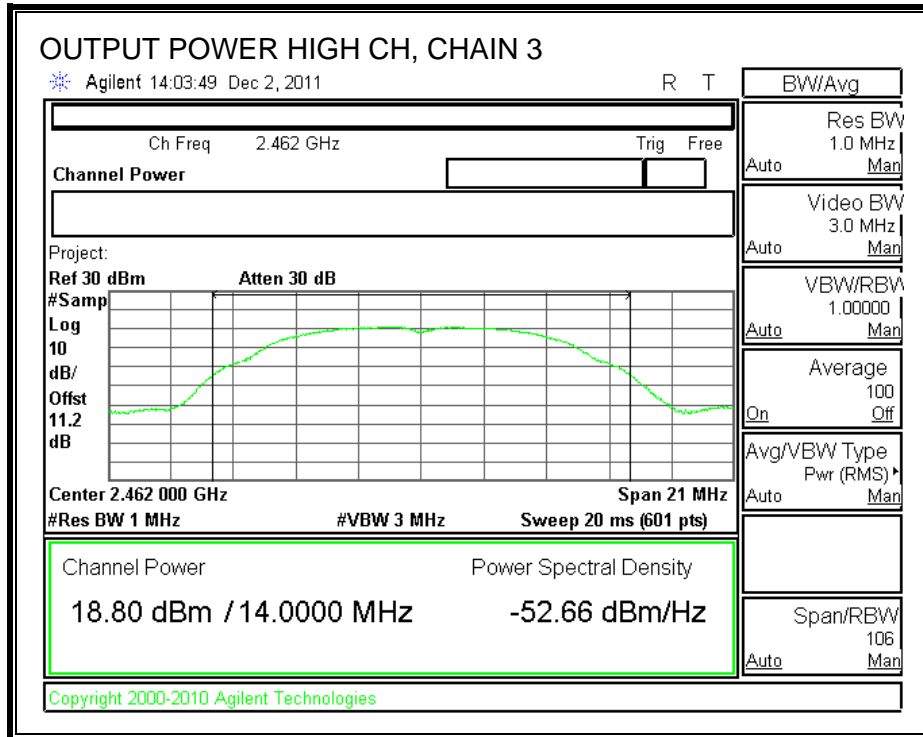 OUTPUT POWER HIGH CH, CHAIN 3
Agilent 14:03:49 Dec 2, 2011 R T
Ch Freq 2.462 GHz Trig Free
Channel Power
Project:
Ref 30 dBm Atten 30 dB
#Samp
Log
10
dB/
Offst
11.2
dB
Center 2.462 000 GHz Span 21 MHz
#Res BW 1 MHz #VBW 3 MHz Sweep 20 ms (601 pts)
Channel Power Power Spectral Density
18.80 dBm / 14.0000 MHz -52.66 dBm/Hz
Copyright 2000-2010 Agilent Technologies
BW/Avg
Res BW
1.0 MHz
Auto Man
Video BW
3.0 MHz
Auto Man
VBW/RBW
1.00000
Auto Man
Average
100
On Off
Avg/VBW Type
Pwr (RMS)
Auto Man
Span/RBW
106
Auto Man